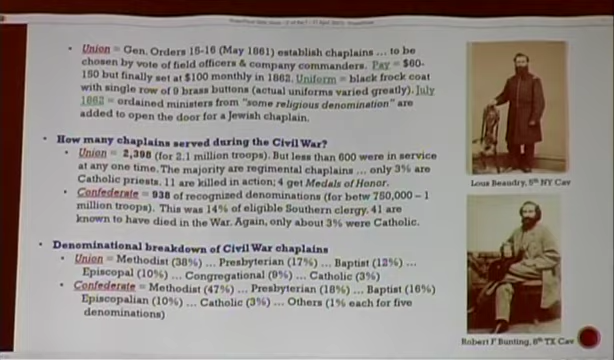 • Union = Gen. Orders 15-16 (May 1861) establish chaplains ... to be
chosen by vote of field officers & company commanders. Pay = $60-
150 but finally set at $100 monthly in 1862. Uniform = black frock coat
with single row of 9 brass buttons (actual uniforms varied greatly). July
1862 = ordained ministers from "some religious denomination" are
added to open the door for a Jewish chaplain.
• How many chaplains served during the Civil War?
• Union = 2,398 (for 2.1 million troops). But less than 600 were in service
at any one time. The majority are regimental chaplains ... only 3% are
Catholic priests. 11 are killed in action; 4 get Medals of Honor.
• Confederate = 938 of recognized denominations (for betw 750,000 – 1
million troops). This was 14% of eligible Southern clergy. 41 are
known to have died in the War. Again, only about 3% were Catholic.
• Denominational breakdown of Civil War chaplains
• Union = Methodist (38%) ... Presbyterian (17%) ... Baptist (12%) ...
Episcopal (10%) ... Congregational (9%) ... Catholic (3%)
• Confederate = Methodist (47%) ... Presbyterian (18%) ... Baptist (16%)
Episcopalian (10%) ... Catholic (3%) ... Others (1% each for five
denominations)
Lous Beaudry, 5th NY Cav
Robert F Bunting, 8th TX Cav